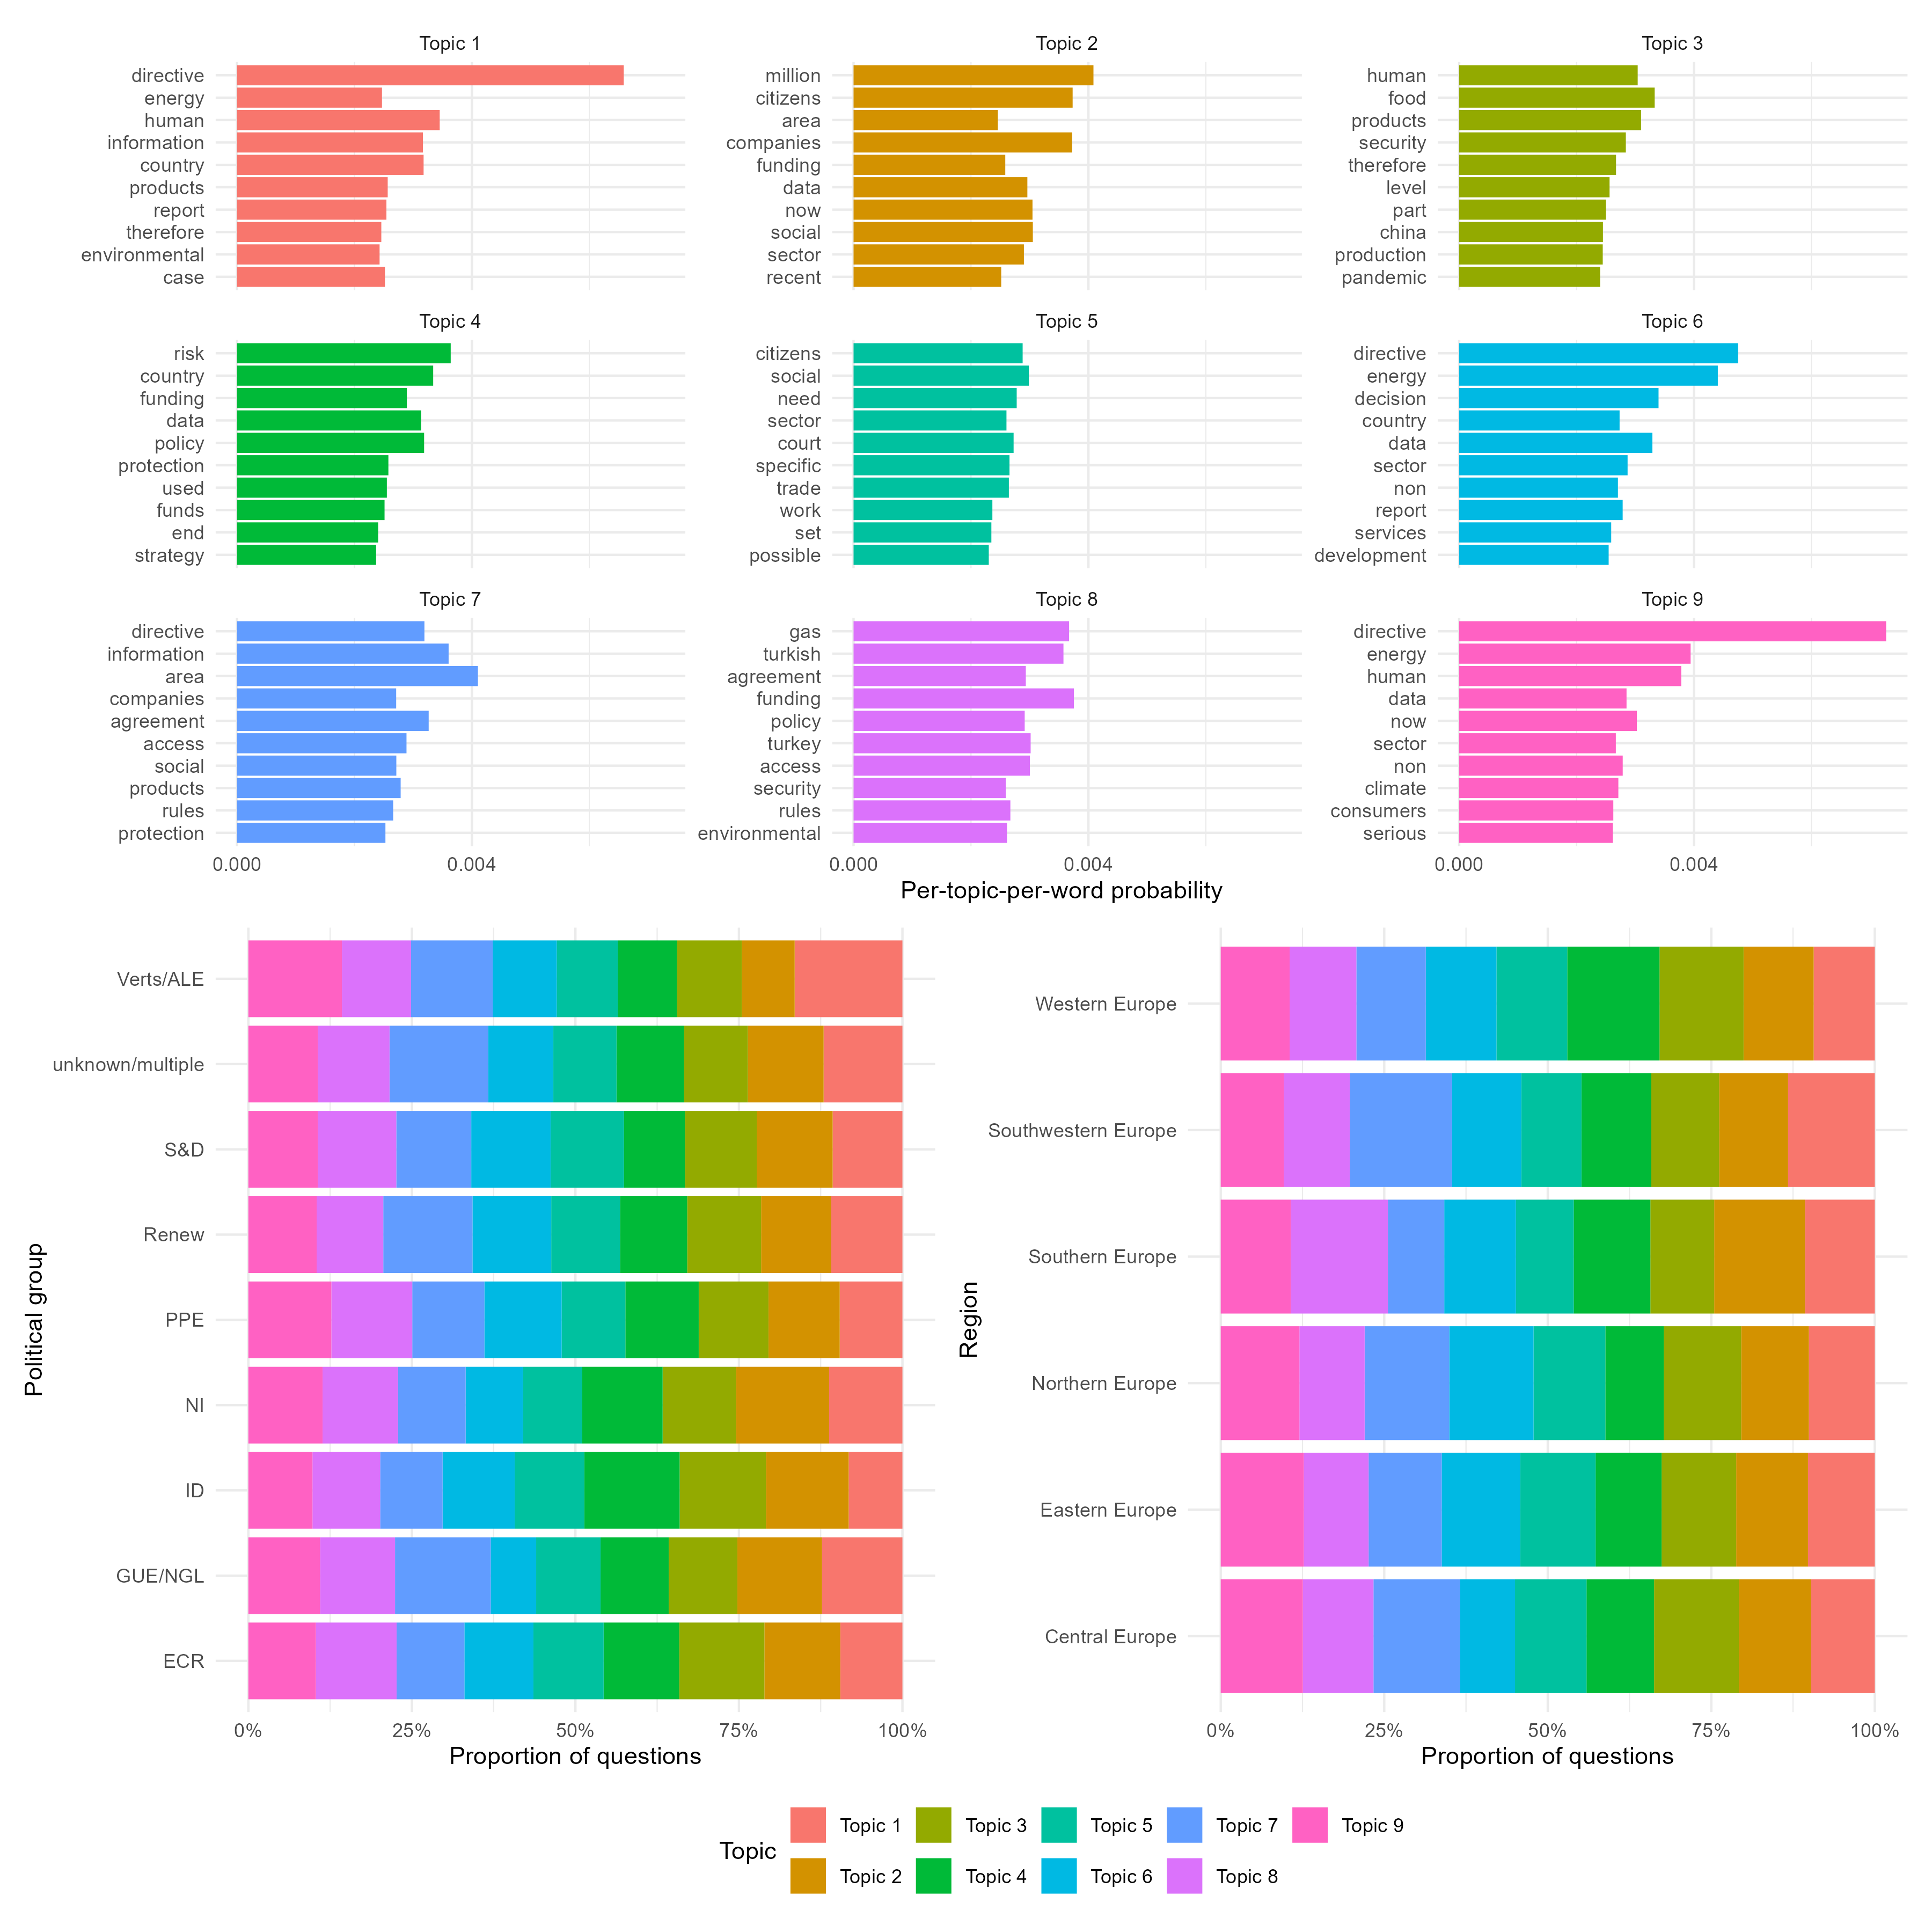 Topic 1
directive
energy
human
information
country
products
report
therefore
environmental
case
Topic 2
million
citizens
area
companies
funding
data
now
social
sector
recent
Topic 3
human
food
products
security
therefore
level
part
china
production
pandemic
Topic 4
risk
country
funding
data
policy
protection
used
funds
end
strategy
Topic 5
citizens
social
need
sector
court
specific
trade
work
set
possible
Topic 6
directive
energy
decision
country
data
sector
non
report
services
development
Topic 7
directive
information
area
companies
agreement
access
social
products
rules
protection
0.000 0.004
Topic 8
gas
turkish
agreement
funding
policy
turkey
access
security
rules
environmental
0.000 0.004
Topic 9
directive
energy
human
data
now
sector
non
climate
consumers
serious
0.000 0.004
Per-topic-per-word probability
Political group
Verts/ALE
unknown/multiple
S&D
Renew
PPE
NI
ID
GUE/NGL
ECR
0% 25% 50% 75% 100%
Proportion of questions
Region
Western Europe
Southwestern Europe
Southern Europe
Northern Europe
Eastern Europe
Central Europe
0% 25% 50% 75% 100%
Proportion of questions
Topic
Topic 1 Topic 3 Topic 5 Topic 7 Topic 9
Topic 2 Topic 4 Topic 6 Topic 8